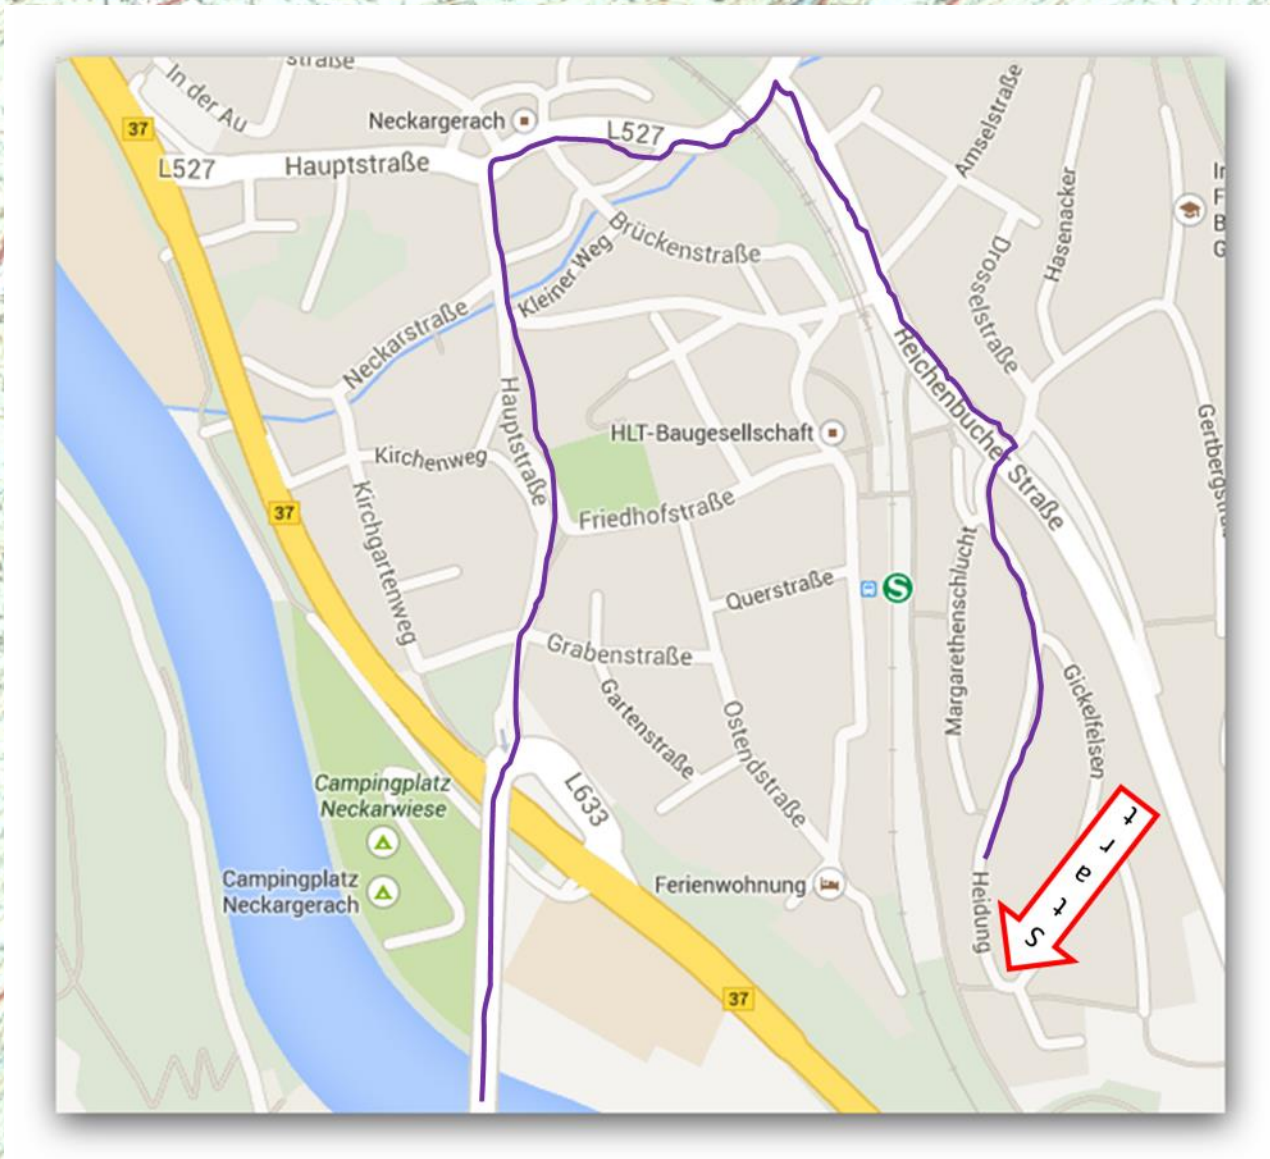 straße
In der Au
37
Neckargerach
L527
L527
Hauptstraße
Amselstraße
Hasenacker
Brückenstraße
Kleiner Weg
Drosselstraße
Neckarstraße
Heichenbucher Straße
Hauptstraße
HLT-Baugesellschaft
Gertbergstraß
Kirchenweg
37
Friedhofstraße
Kirchgartenweg
Margarethenschlucht
S
Querstraße
Grabenstraße
Gartenstraße
Gickelfelsen
Ostendstraße
L633
Campingplatz
Neckarwiese
Campingplatz
Neckargerach
Ferienwohnung
Heidung
Start
37